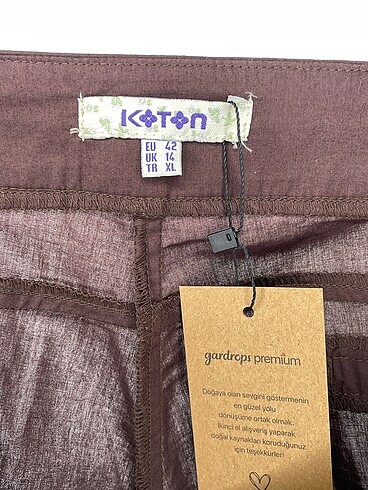 KOTON
EU 42
UK 14
TR XL
gardrops premium
Doğaya olan sevgini göstermenin
en güzel yolu
dönüşüme ortak olmak.
İkinci el alışveriş yaparak
doğal kaynakları koruduğunuz
için teşekkürler!